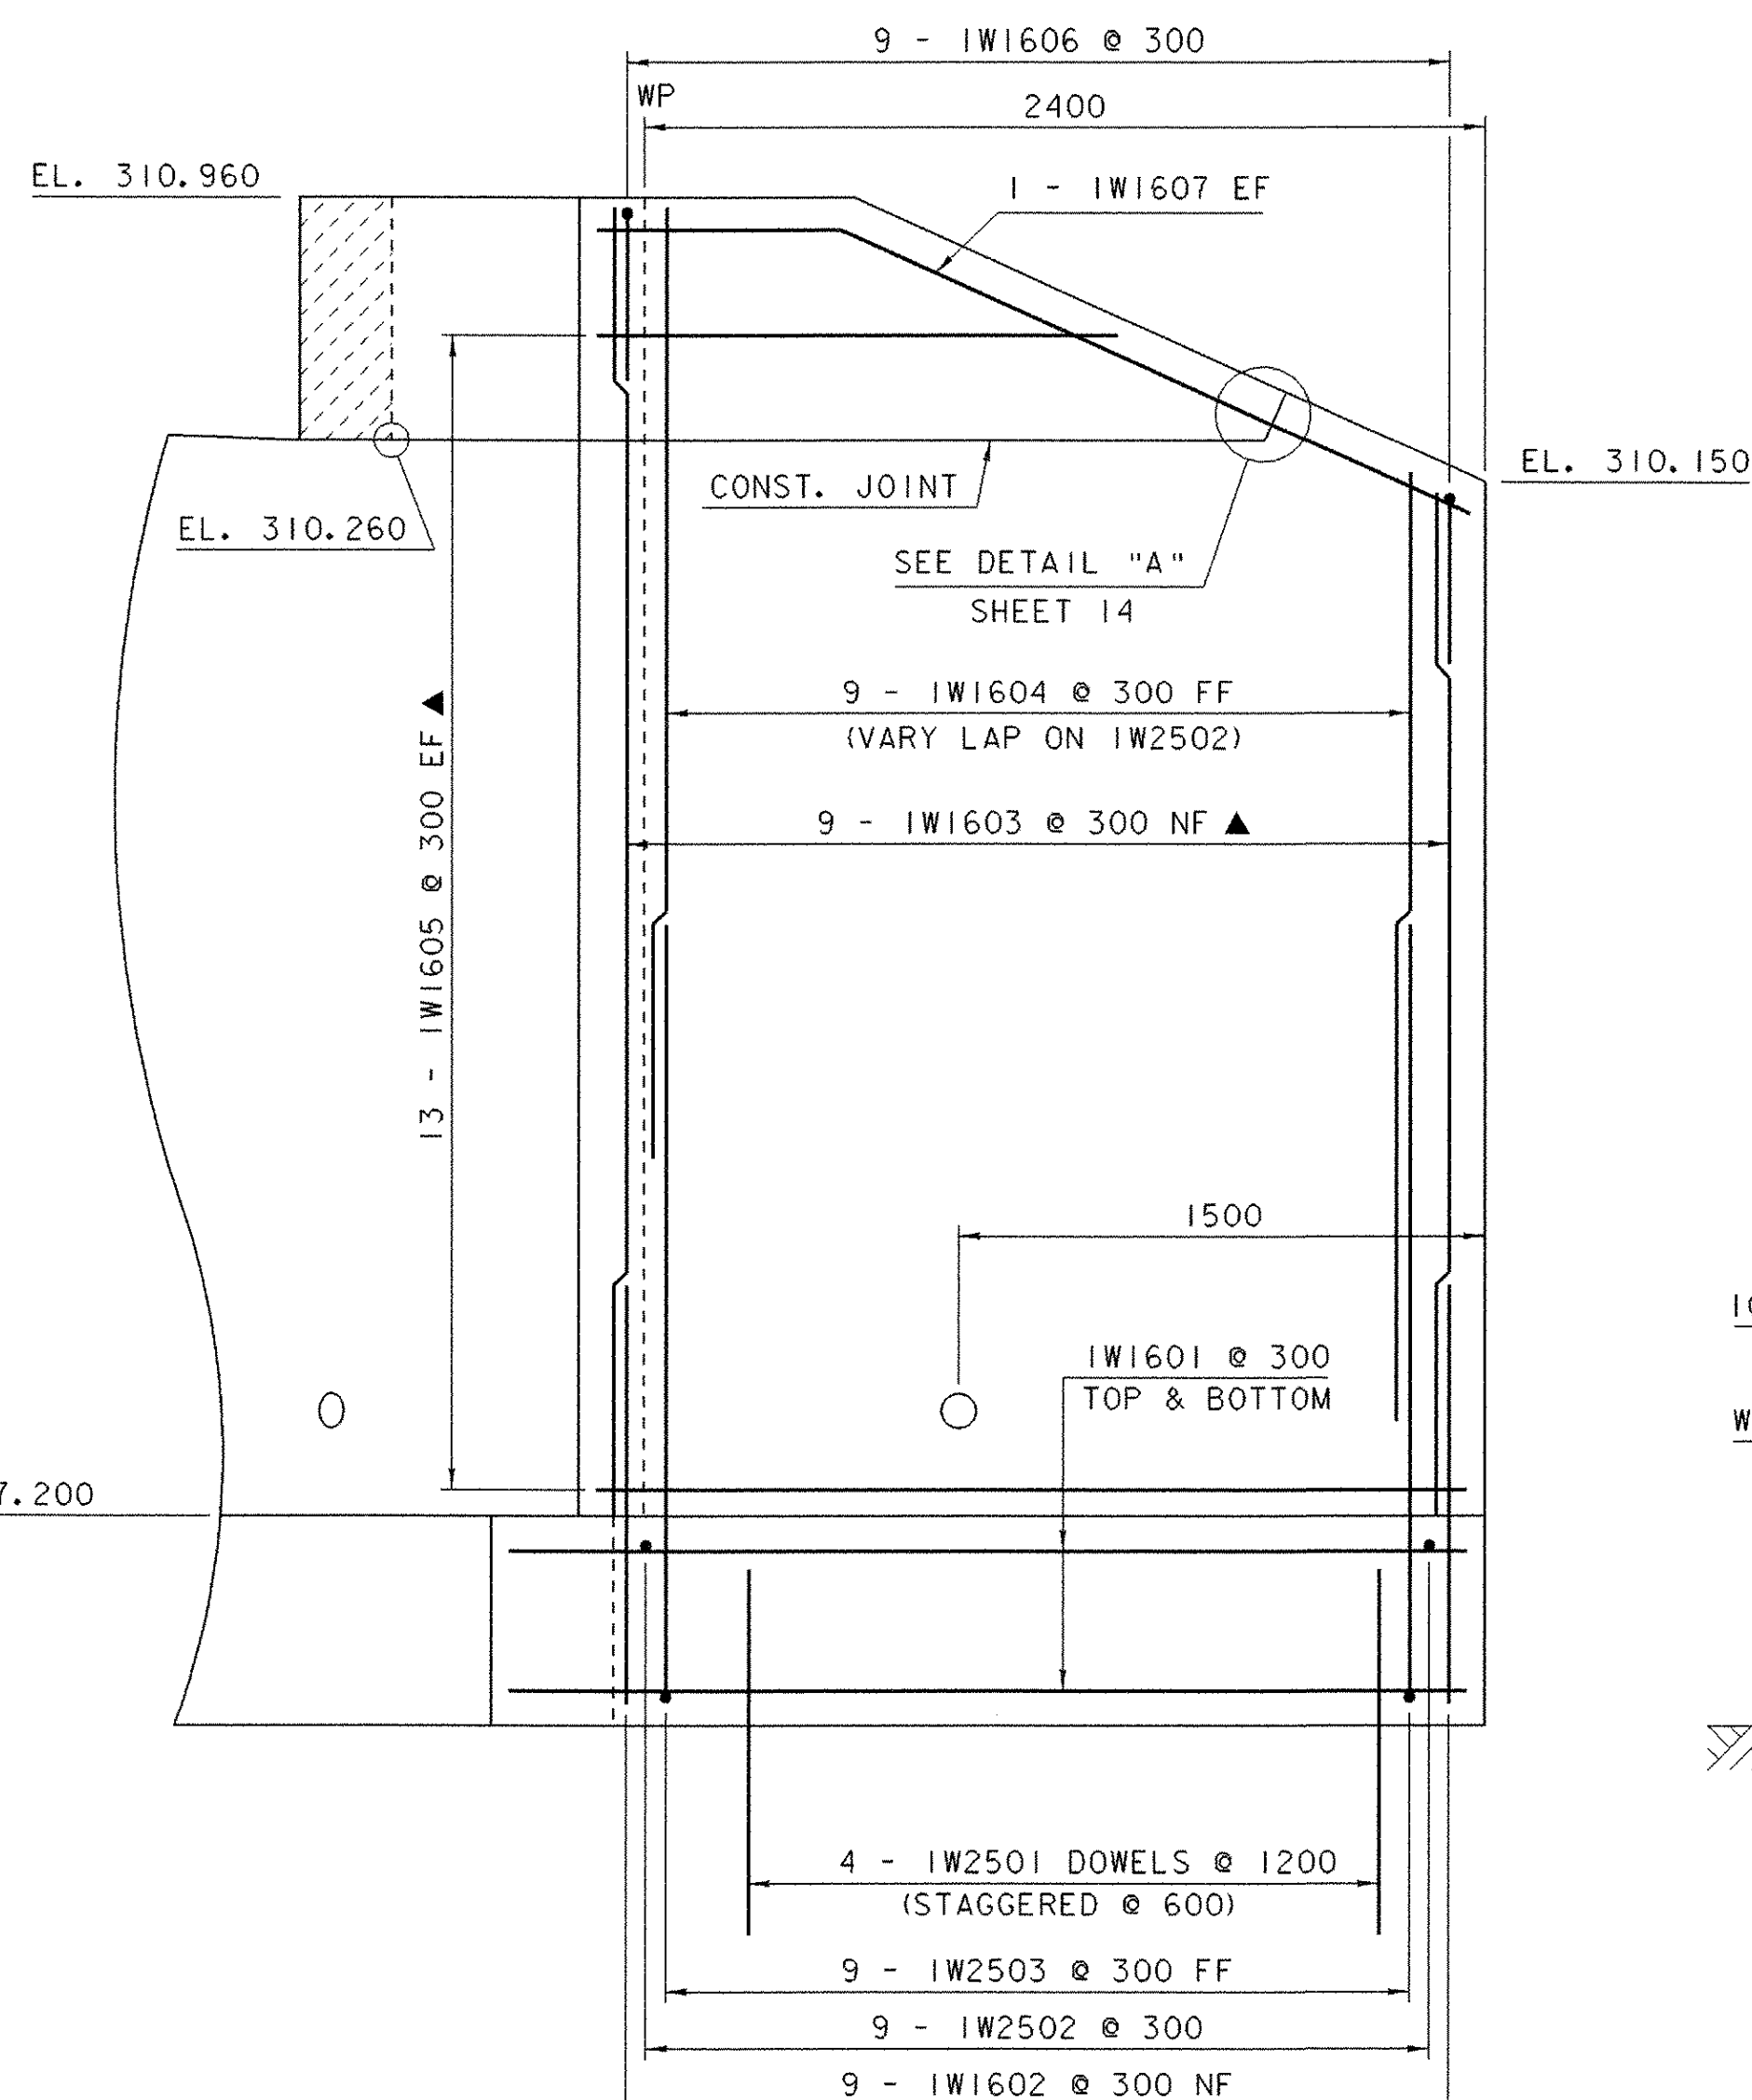 9 - 1W1606 @ 300
WP
2400
EL. 310.960
1 - 1W1607 EF
EL. 310.150
CONST. JOINT
EL. 310.260
SEE DETAIL "A"
SHEET 14
9 - 1W1604 @ 300 FF
(VARY LAP ON 1W2502)
9 - 1W1603 @ 300 NF ▲
13 - 1W1605 @ 300 EF ▲
1500
1W1601 @ 300
TOP & BOTTOM
7.200
4 - 1W2501 DOWELS @ 1200
(STAGGERED @ 600)
9 - 1W2503 @ 300 FF
9 - 1W2502 @ 300
9 - 1W1602 @ 300 NF